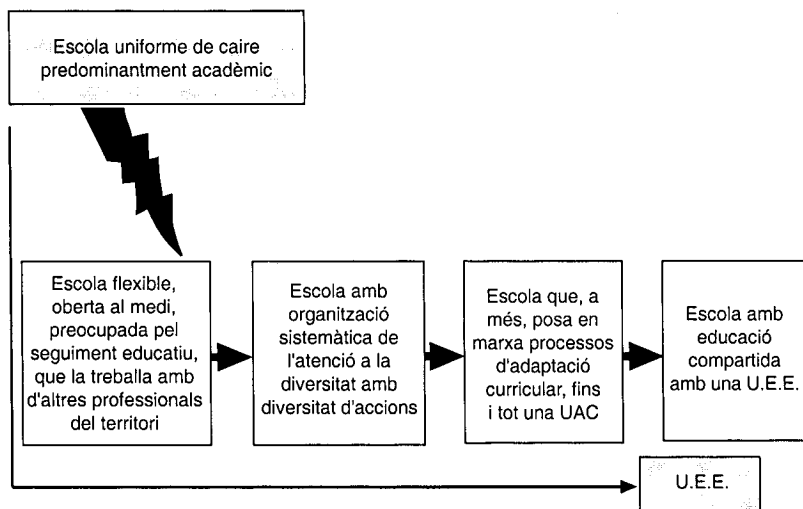 Escola uniforme de caire
predominantment acadèmic
Escola flexible,
oberta al medi,
preocupada pel
seguiment educatiu,
que la treballa amb
d'altres professionals
del territori
Escola amb
organització
sistemàtica de
l'atenció a la
diversitat amb
diversitat d'accions
Escola que, a
més, posa en
marxa processos
d'adaptació
curricular, fins
i tot una UAC
Escola amb
educació
compartida
amb una U.E.E.
U.E.E.